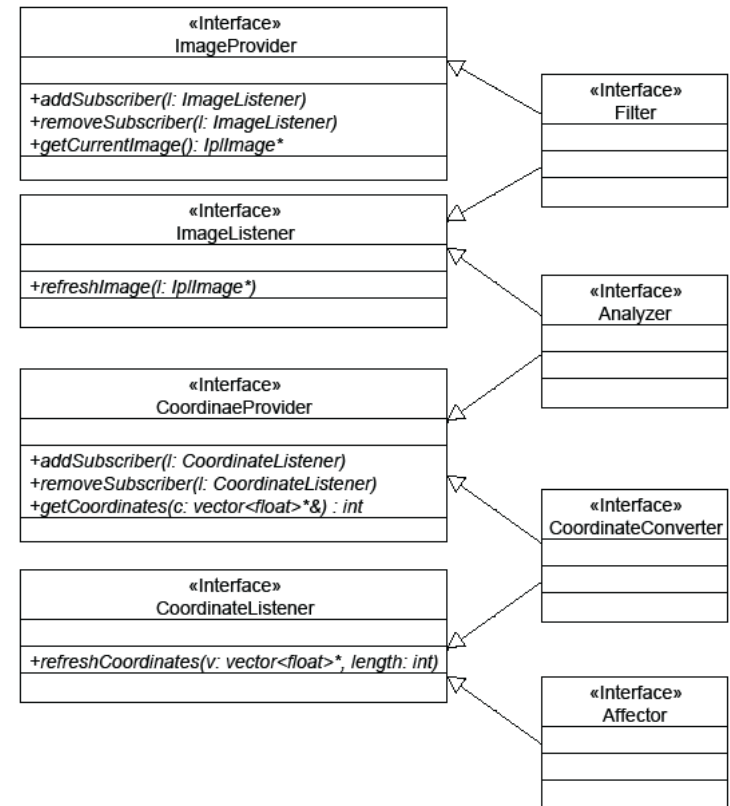 «Interface»
ImageProvider
+addSubscriber(l: ImageListener)
+removeSubscriber(l: ImageListener)
+getCurrentImage(): IplImage*
«Interface»
Filter
«Interface»
ImageListener
+refreshImage(I: IplImage*)
«Interface»
Analyzer
«Interface»
CoordinaeProvider
+addSubscriber(l: CoordinateListener)
+removeSubscriber(l: CoordinateListener)
+getCoordinates(c: vector<float>*&) : int
«Interface»
CoordinateConverter
«Interface»
CoordinateListener
+refreshCoordinates(v: vector<float>*, length: int)
«Interface»
Affector